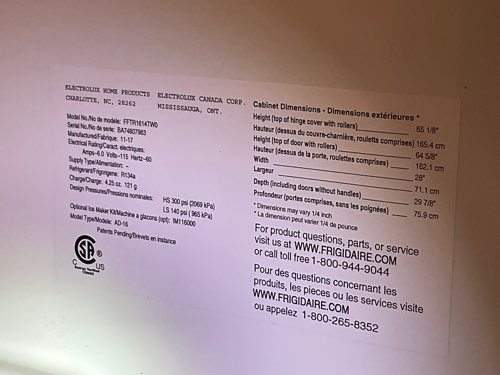 ELECTROLUX HOME PRODUCTS ELECTROLUX CANADA CORP.
CHARLOTTE, NC, 28262 MISSISSAUGA, ONT.
Model No./No de modele: FFTR1614TW0
Serial No./No de serie: BA74807983
Manufactured/Fabrique: 11-17
Electrical Rating/Caract, electriques:
Amps-6.0 Volts-115 Hertz-60
Supply Type/Alimentation: ~
Refrigerant/Frigorigene: R134a
Charge/Charge: 4.25 oz. 121 g.
Design Pressures/Pressions nominales: HS 300 psi (2069 kPa)
LS 140 psi ( 965 kPa)
Optional Ice Maker Kit/Machine a glacons (opt): IM116000
Model Type/Modele: AD-16
Patents Pending/Brevets en instance
SA
C US
Cabinet Dimensions - Dimensions extérieures *
Height (top of hinge cover with rollers) 65 1/8"
Hauteur (dessus du couvre-charnière, roulettes comprises) 165.4 cm
Height (top of door with rollers) 64 5/8"
Hauteur (dessus de la porte, roulettes comprises) 162.1 cm
Width 28"
Largeur 71.1 cm
Depth (including doors without handles) 29 7/8"
Profondeur (portes comprises, sans les poignées) 75.9 cm
* Dimensions may vary 1/4 inch
* La dimension peut varier 1/4 de pounce
For product questions, parts, or service
visit us at WWW.FRIGIDAIRE.COM
or call toll free 1-800-944-9044
Pour des questions concernant les
produits, les pieces ou les services visite
WWW.FRIGIDAIRE.COM
ou appelez 1-800-265-8352